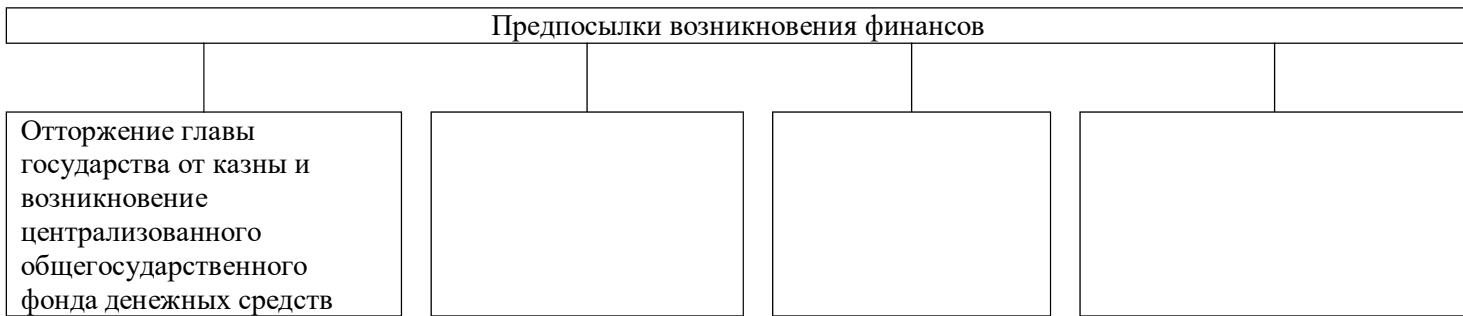 Предпосылки возникновения финансов
Отторжение главы
государства от казны и
возникновение
централизованного
общегосударственного
фонда денежных средств